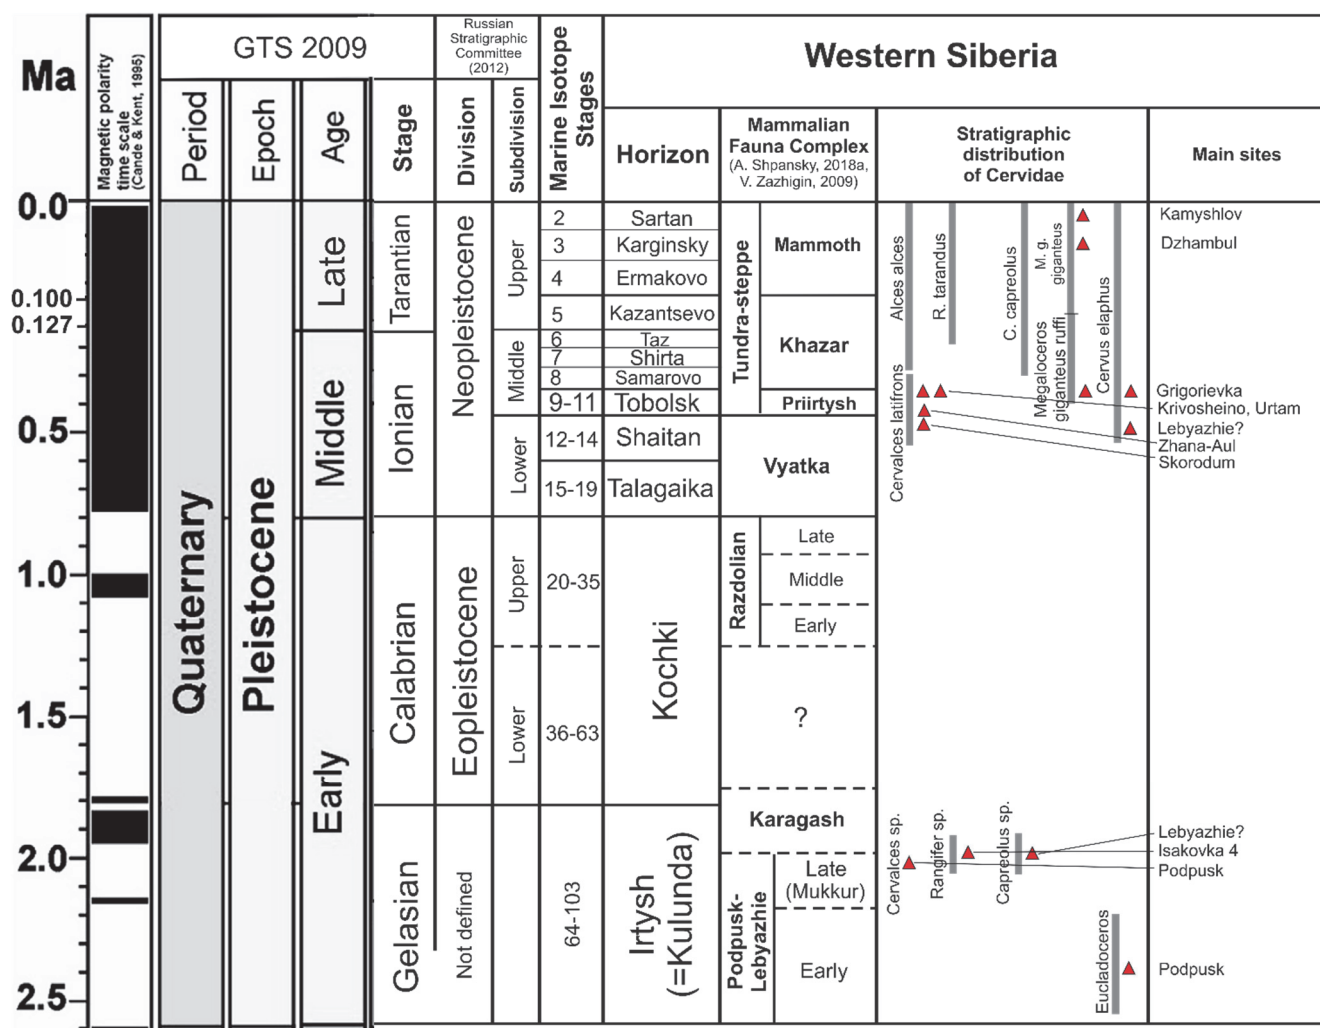 Ma
Magnetic polarity
time scale
(Cande & Kent, 1995)
GTS 2009
Period
Epoch
Age
Stage
Russian
Stratigraphic
Committee
(2012)
Division
Subdivision
Marine Isotope
Stages
Western Siberia
Horizon
Mammalian
Fauna Complex
(A. Shpansky, 2018a,
V. Zazhigin, 2009)
Stratigraphic
distribution
of Cervidae
Main sites
0.0
0.100
0.127
0.5
1.0
1.5
2.0
2.5
Quaternary
Pleistocene
Late
Middle
Early
Tarantian
Ionian
Calabrian
Gelasian
Neopleistocene
Eopleistocene
Not defined
Upper
Middle
Lower
Upper
Lower
2
3
4
5
6
7
8
9-11
12-14
15-19
20-35
36-63
64-103
Sartan
Karginsky
Ermakovo
Kazantsevo
Taz
Shirta
Samarovo
Tobolsk
Shaitan
Talagaika
Kochki
Irtysh
(=Kulunda)
Tundra-steppe
Mammoth
Khazar
Priirtysh
Vyatka
Razdolian
Late
Middle
Early
?
Karagash
Podpusk-
Lebyazhie
Late
(Mukkur)
Early
Alces alces
R. tarandus
C. capreolus
M. g.
giganteus
Megaloceros
giganteus ruffi
Cervus elaphus
Cervalces latifrons
Cervalces sp.
Rangifer sp.
Capreolus sp.
Eucladoceros
Kamyshlov
Dzhambul
Grigorievka
Krivosheino, Urtam
Lebyazhie?
Zhana-Aul
Skorodum
Lebyazhie?
Isakovka 4
Podpusk
Podpusk